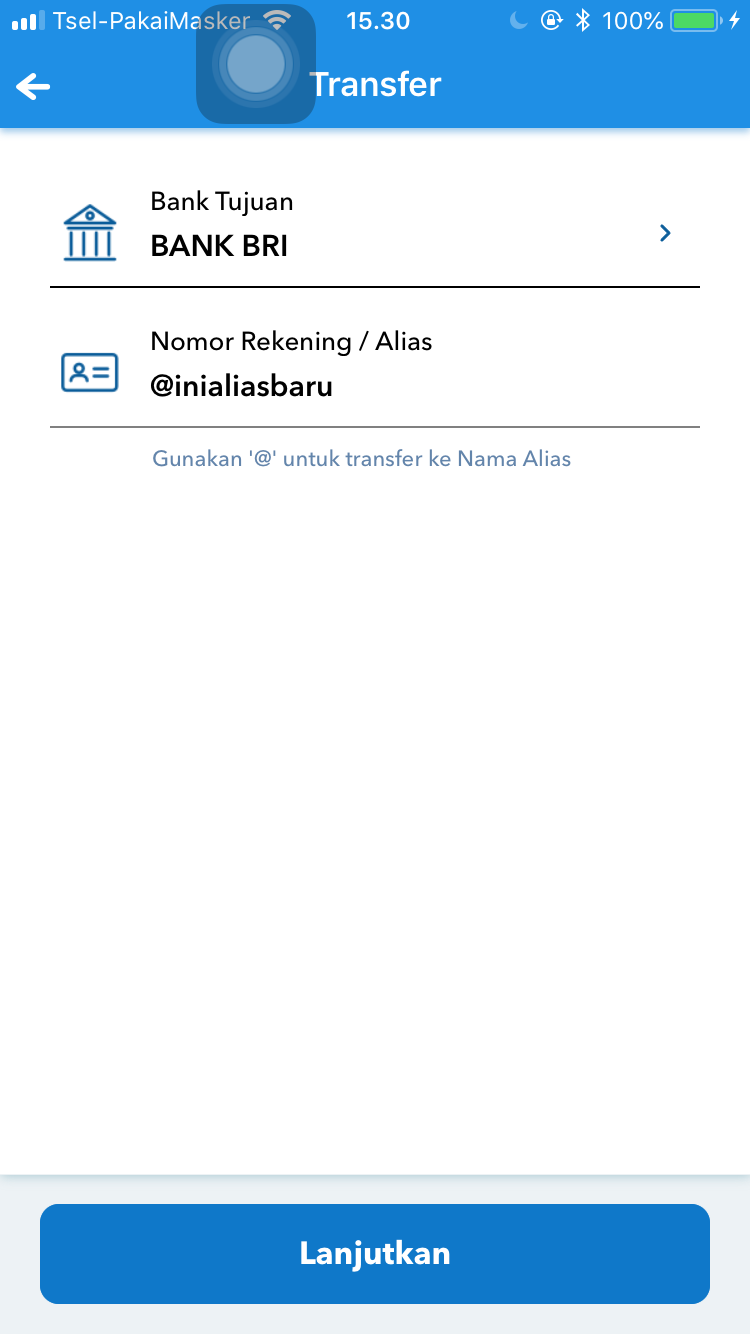 Tsel-PakaiMasker 15.30 100%
Transfer
Bank Tujuan
BANK BRI
Nomor Rekening / Alias
@inialiasbaru
Gunakan '@' untuk transfer ke Nama Alias
Lanjutkan